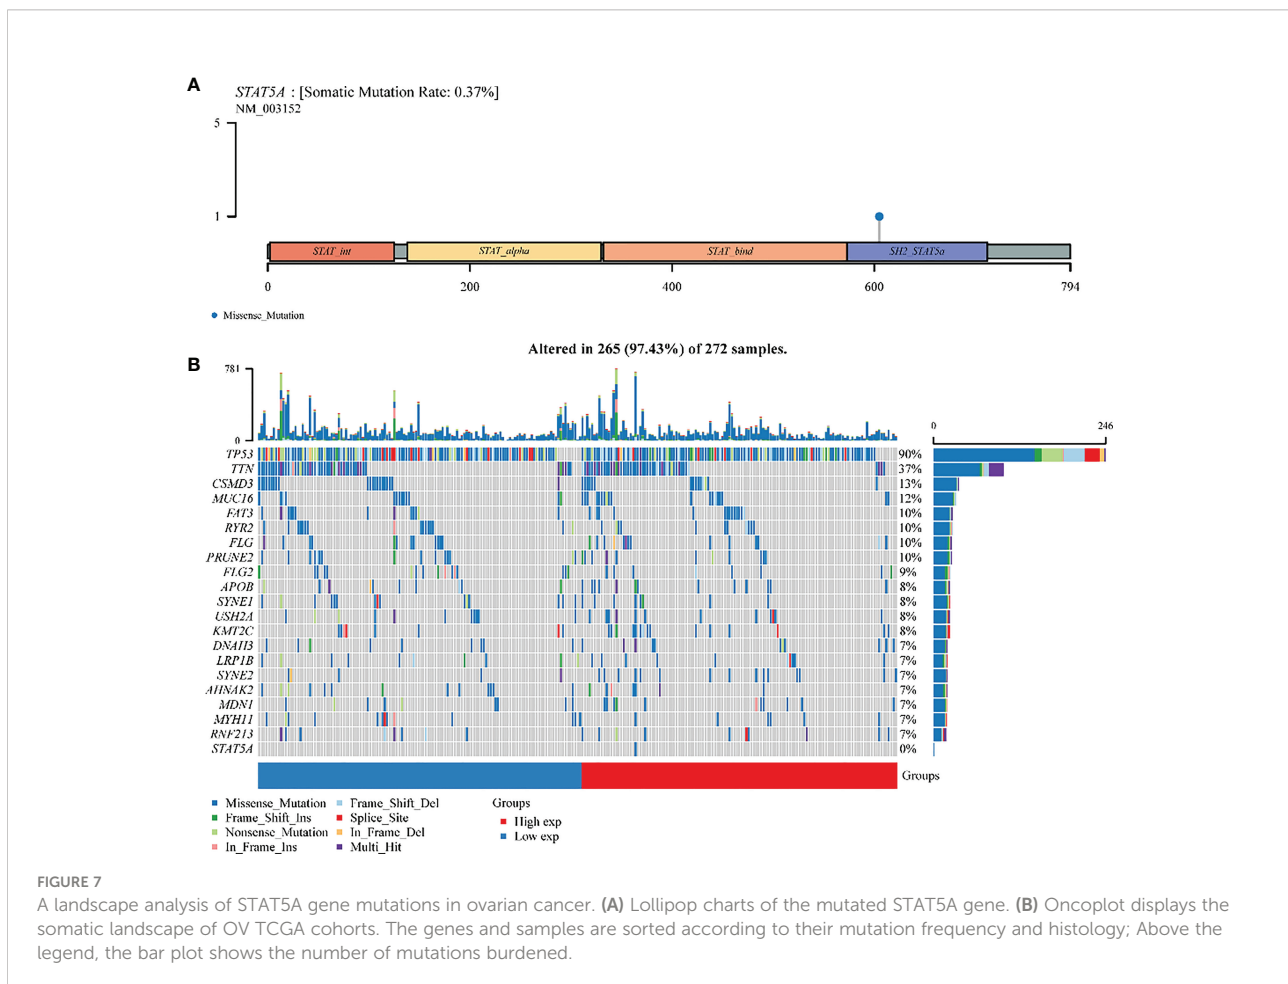 A
STAT5A : [Somatic Mutation Rate: 0.37%]
NM_003152
5
1
STAT_int STAT_alpha STAT_bind SH2_STAT5a
0 200 400 600 794
Missense_Mutation
B
Altered in 265 (97.43%) of 272 samples.
781
0
0 246
TP53 90%
TTN 37%
CSMD3 13%
MUC16 12%
FAT3 10%
RYR2 10%
FLG 10%
PRUNE2 10%
FLG2 9%
APOB 8%
SYNE1 8%
USH2A 8%
KMT2C 8%
DNAH3 7%
LRP1B 7%
SYNE2 7%
AHNAK2 7%
MDN1 7%
MYH11 7%
RNF213 7%
STAT5A 0%
Groups
Missense_Mutation Frame_Shift_Del Groups
Frame_Shift_Ins Splice_Site High exp
Nonsense_Mutation In_Frame_Del Low exp
In_Frame_Ins Multi_Hit
FIGURE 7
A landscape analysis of STAT5A gene mutations in ovarian cancer. (A) Lollipop charts of the mutated STAT5A gene. (B) Oncoplot displays the
somatic landscape of OV TCGA cohorts. The genes and samples are sorted according to their mutation frequency and histology; Above the
legend, the bar plot shows the number of mutations burdened.